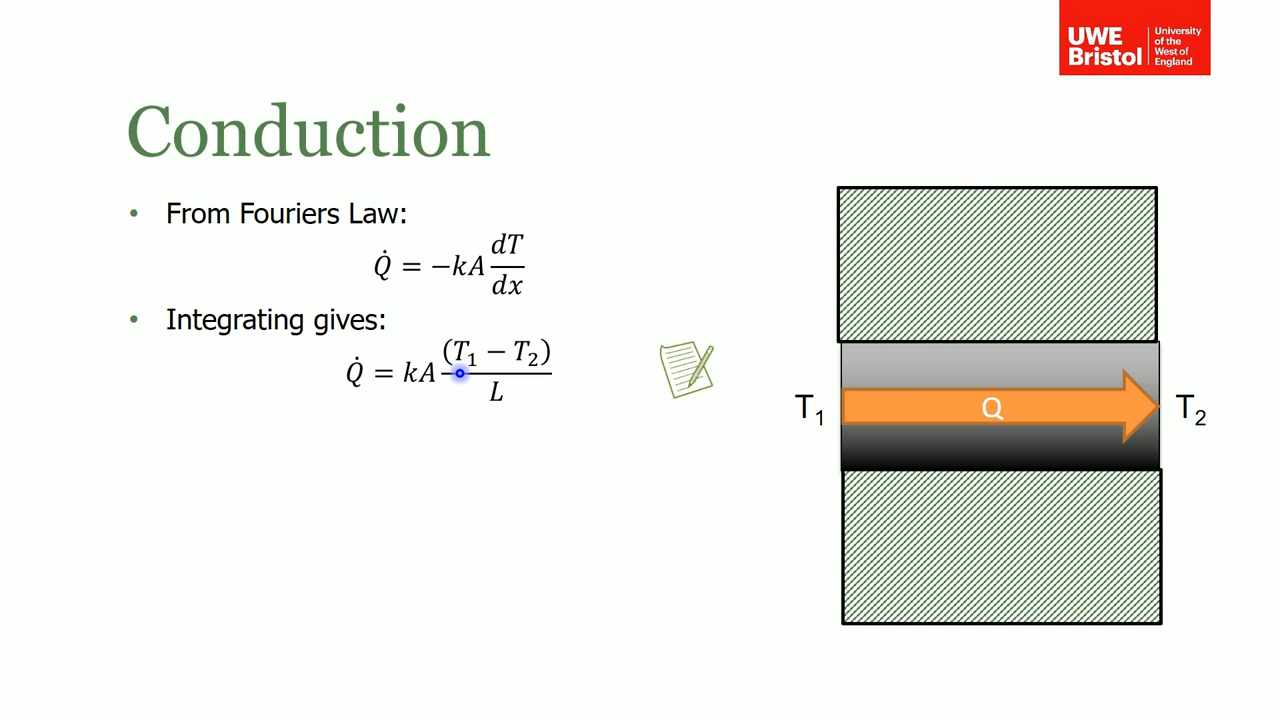 UWE
Bristol
University
of the
West of
England
Conduction
• From Fouriers Law:
Q̇ = −kA dT/dx
• Integrating gives:
Q̇ = kA (T₁ − T₂)/L
T₁
Q
T₂